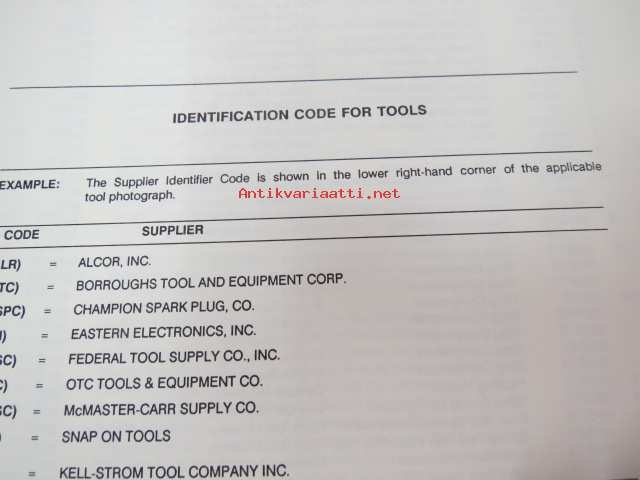 IDENTIFICATION CODE FOR TOOLS
EXAMPLE: The Supplier Identifier Code is shown in the lower right-hand corner of the applicable
tool photograph.
Antikvariaatti.net
CODE SUPPLIER
LR) = ALCOR, INC.
TC) = BORROUGHS TOOL AND EQUIPMENT CORP.
SPC) = CHAMPION SPARK PLUG, CO.
) = EASTERN ELECTRONICS, INC.
SC) = FEDERAL TOOL SUPPLY CO., INC.
C) = OTC TOOLS & EQUIPMENT CO.
SC) = McMASTER-CARR SUPPLY CO.
) = SNAP ON TOOLS
= KELL-STROM TOOL COMPANY INC.